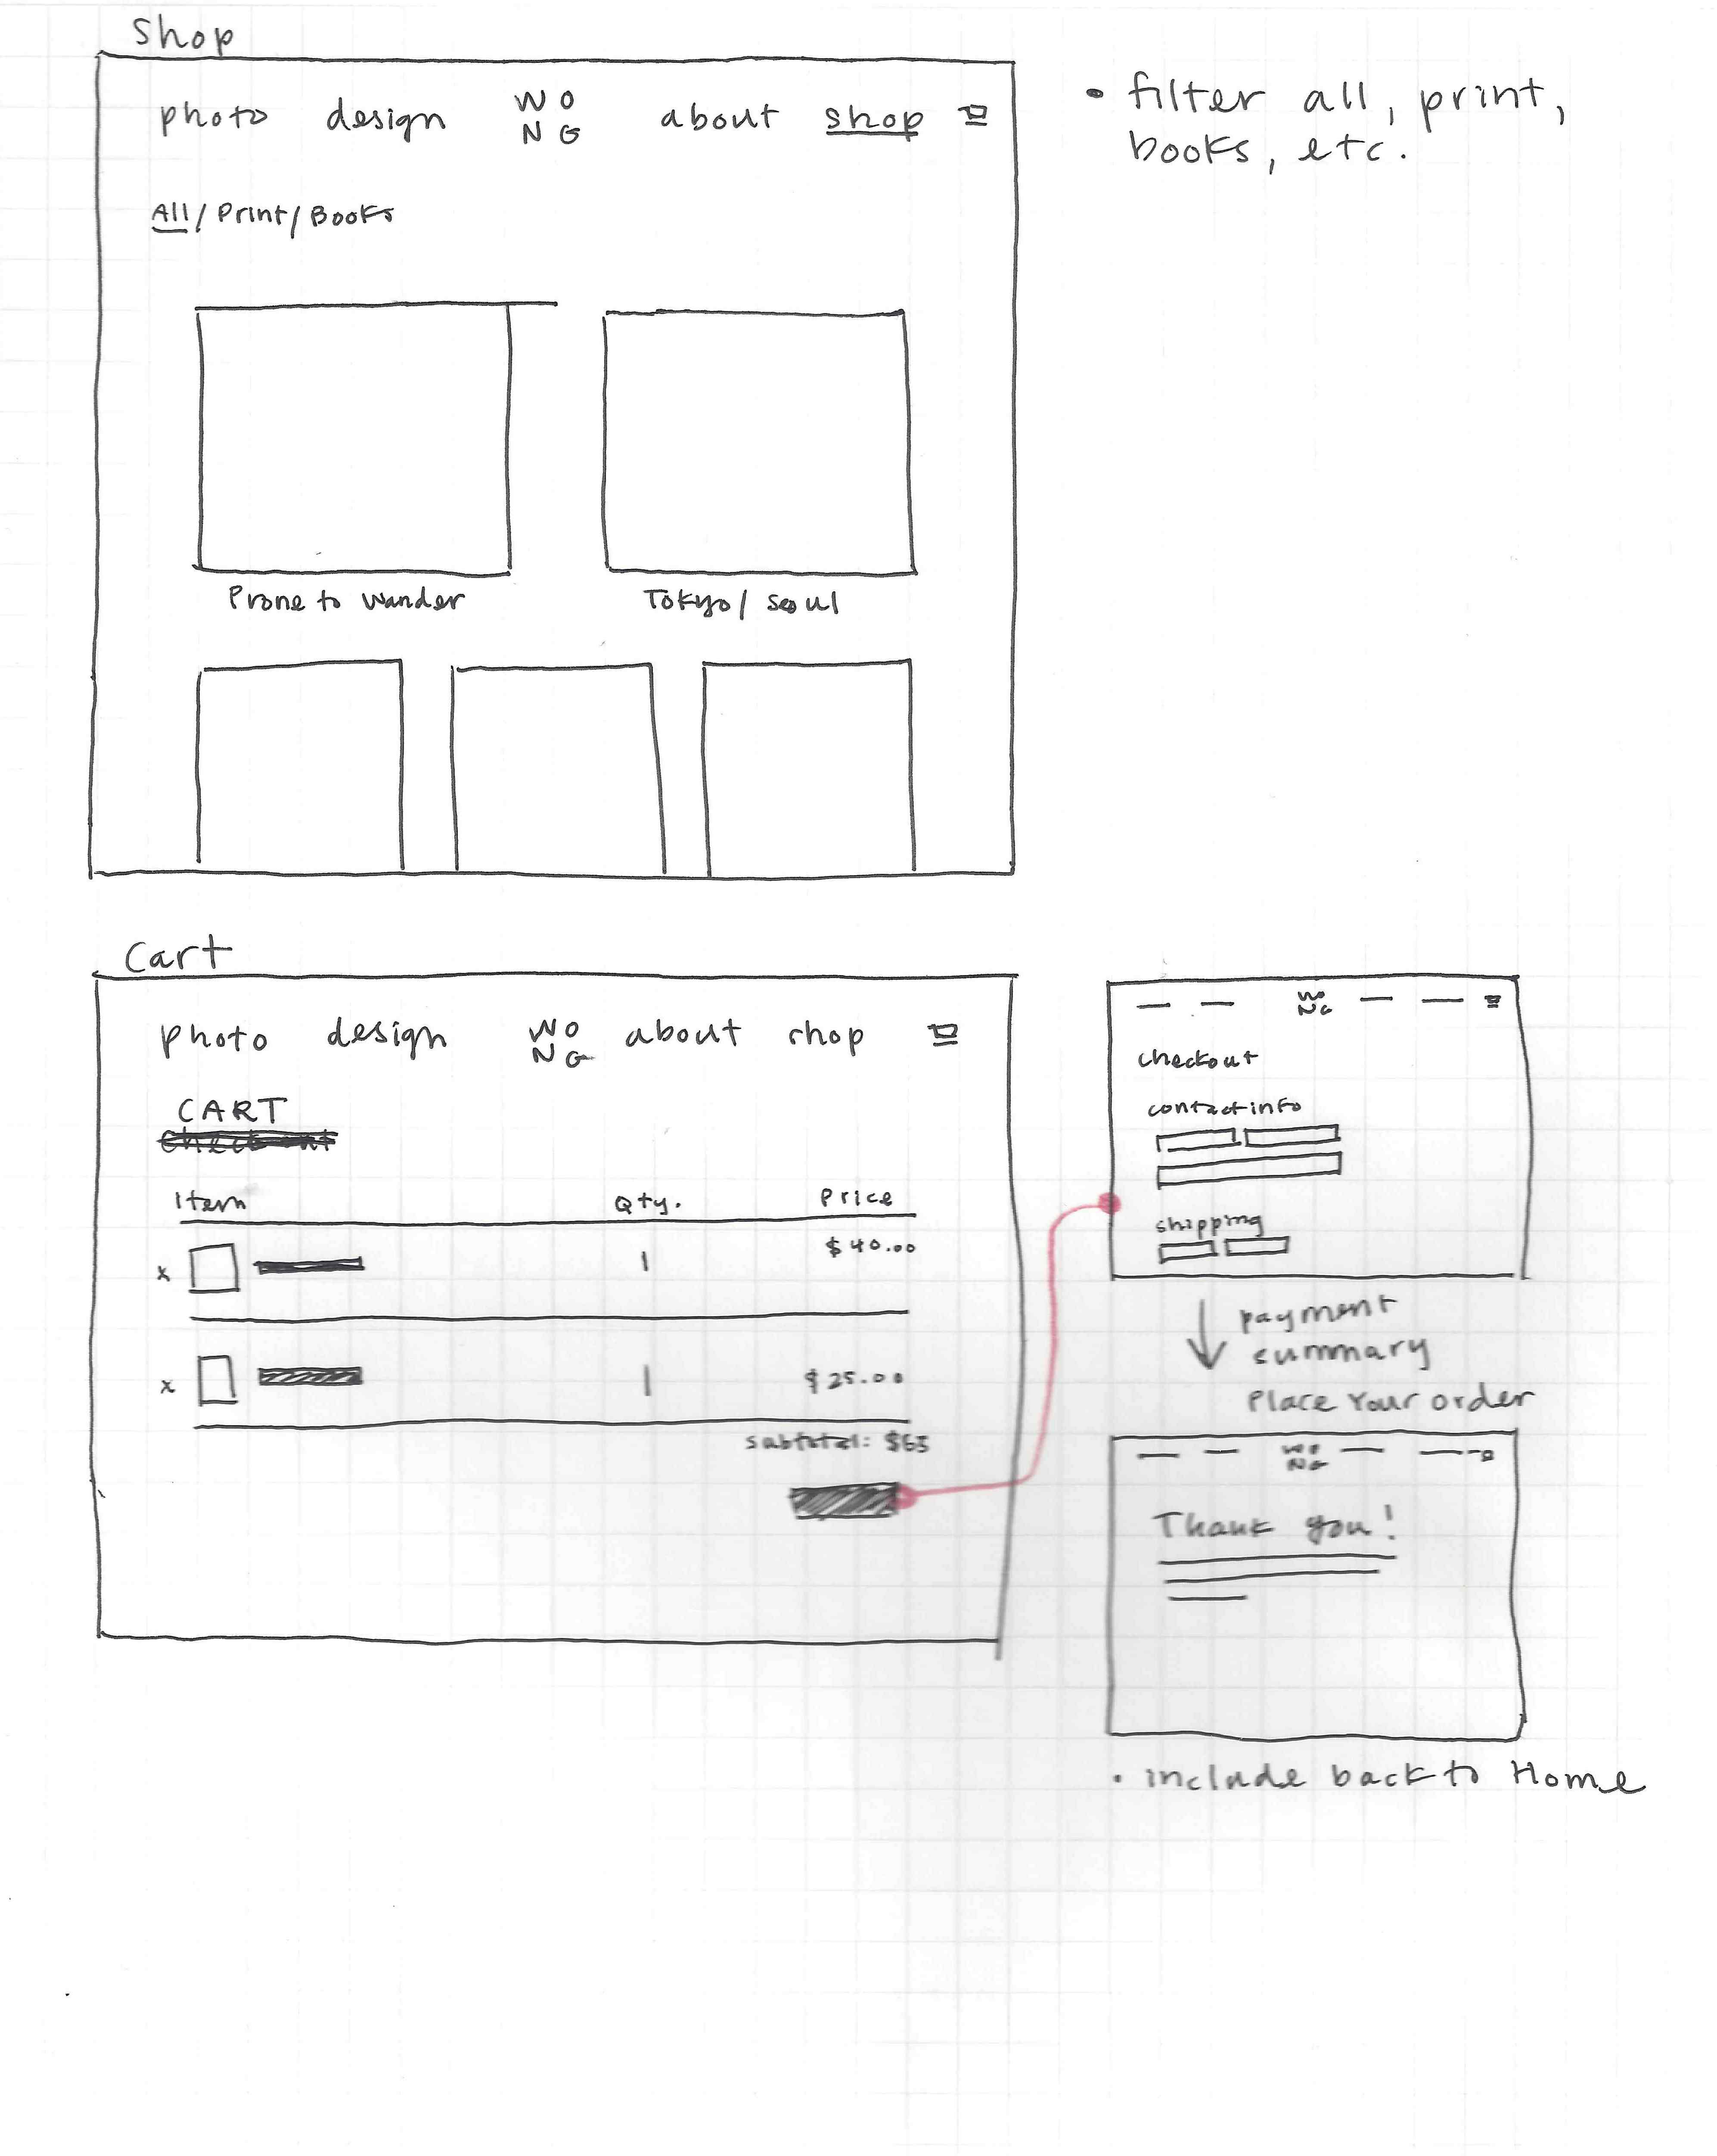 Shop
photo design WO NG about shop
All / Print / Books
Prone to Wander
Tokyo / Seoul
• filter all, print,
books, etc.
Cart
photo design WO NG about shop
CART
Checkout
Item Qty. Price
x 1 $40.00
x 1 $25.00
subtotal: $65
WO NG
checkout
contact info
shipping
payment
summary
Place Your order
WO NG
Thank you!
• include back to Home